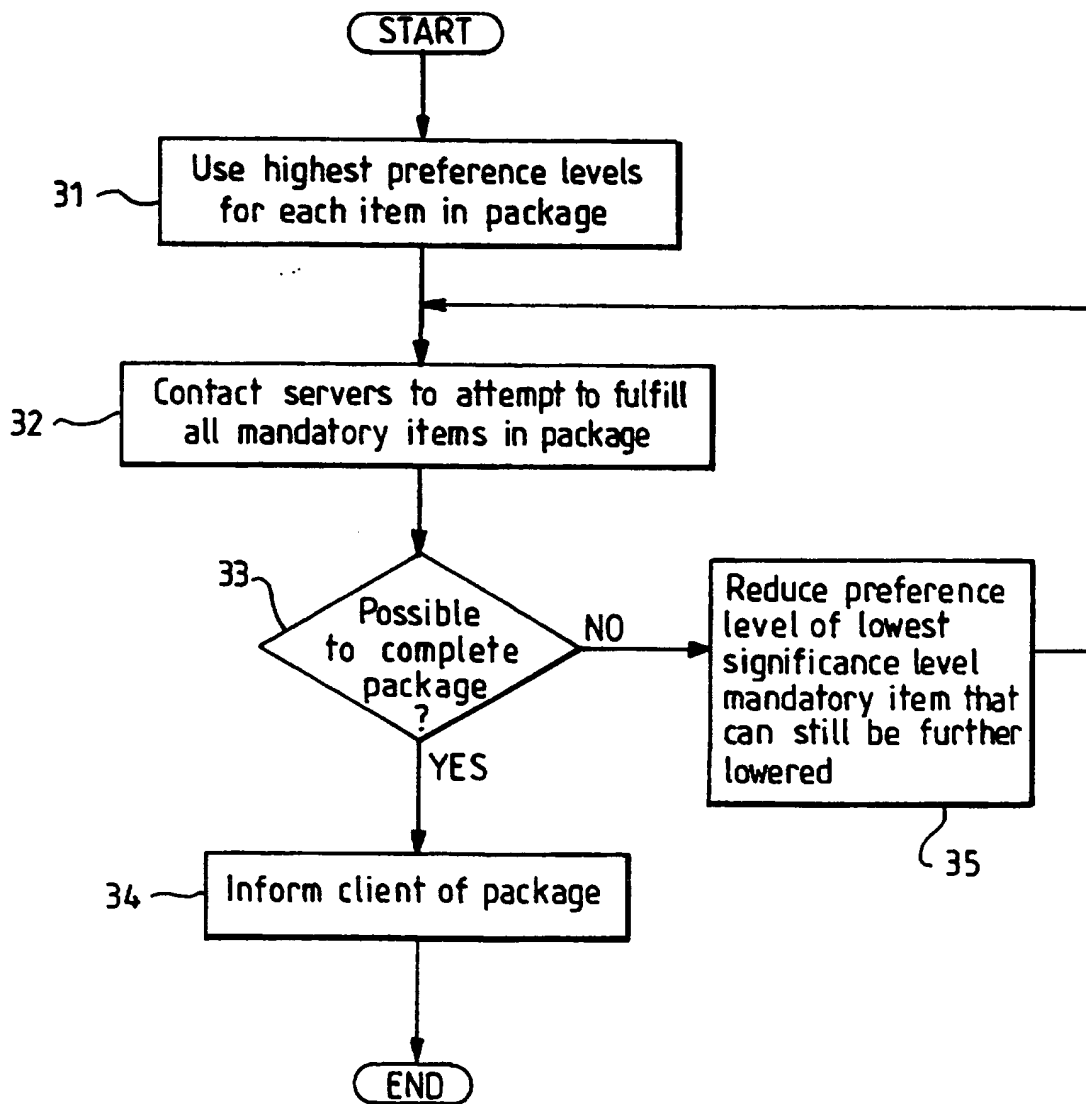 START
31
Use highest preference levels
for each item in package
32
Contact servers to attempt to fulfill
all mandatory items in package
33
Possible
to complete
package
?
NO
YES
Reduce preference
level of lowest
significance level
mandatory item that
can still be further
lowered
35
34
Inform client of package
END